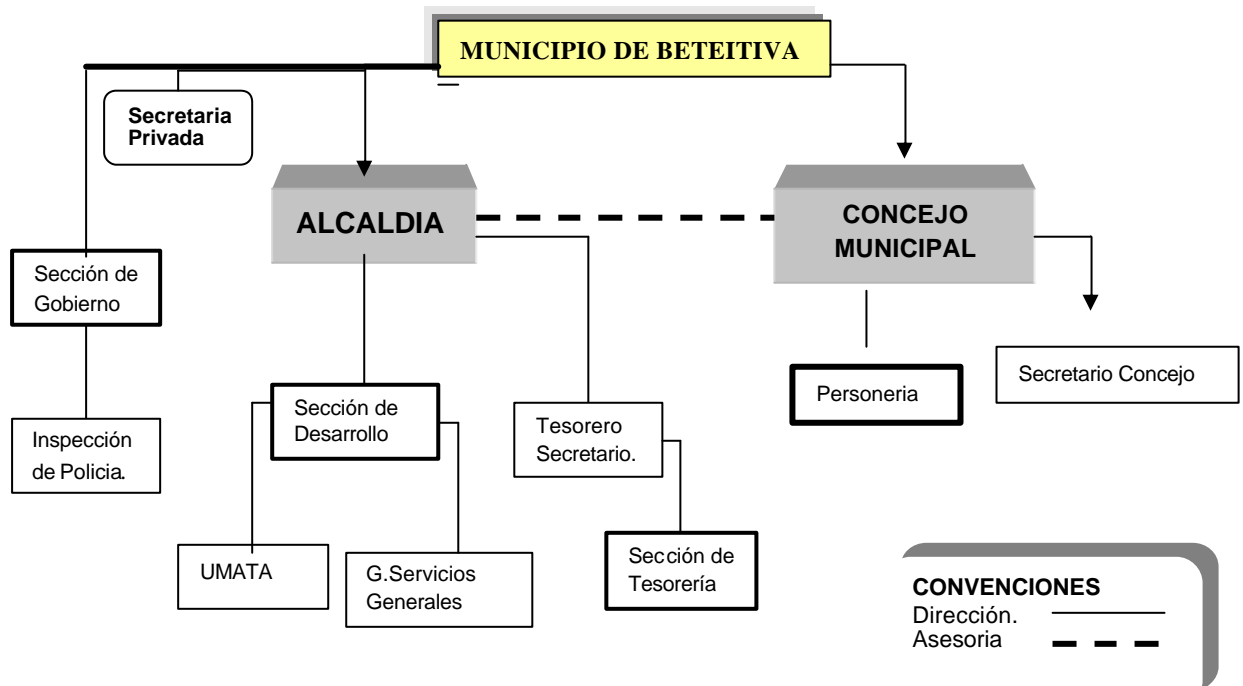 MUNICIPIO DE BETEITIVA
Secretaria
Privada
ALCALDIA
CONCEJO
MUNICIPAL
Sección de
Gobierno
Secretario Concejo
Personeria
Sección de
Desarrollo
Tesorero
Secretario.
Inspección
de Policia.
UMATA
G.Servicios
Generales
Sección de
Tesorería
CONVENCIONES
Dirección.
Asesoria